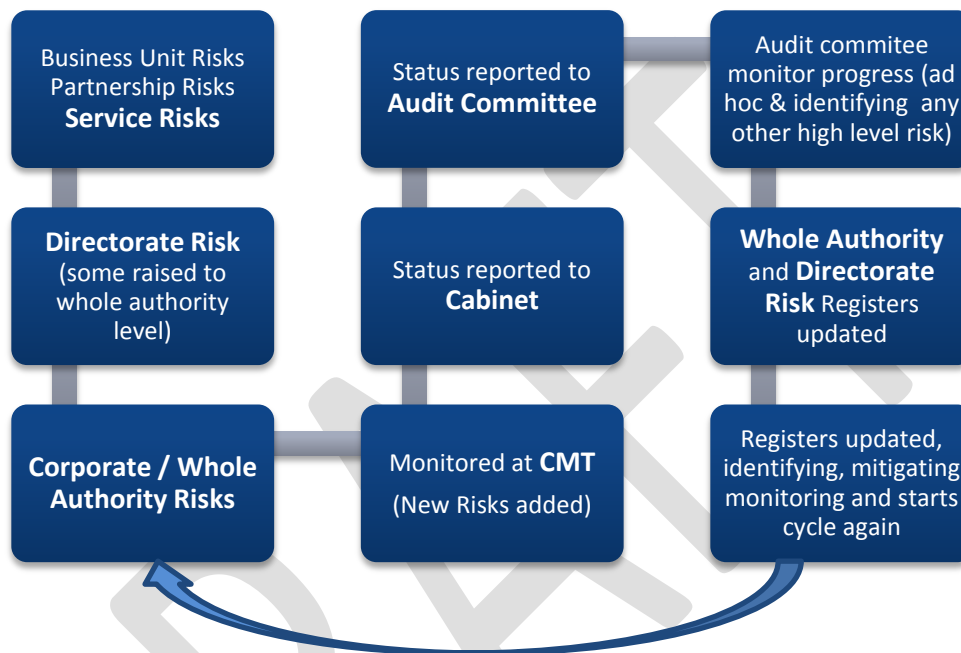 Business Unit Risks
Partnership Risks
Service Risks
Directorate Risk
(some raised to
whole authority
level)
Corporate / Whole
Authority Risks
Monitored at CMT
(New Risks added)
Status reported to
Cabinet
Status reported to
Audit Committee
Audit commitee
monitor progress (ad
hoc & identifying any
other high level risk)
Whole Authority
and Directorate
Risk Registers
updated
Registers updated,
identifying, mitigating
monitoring and starts
cycle again
DRAFT